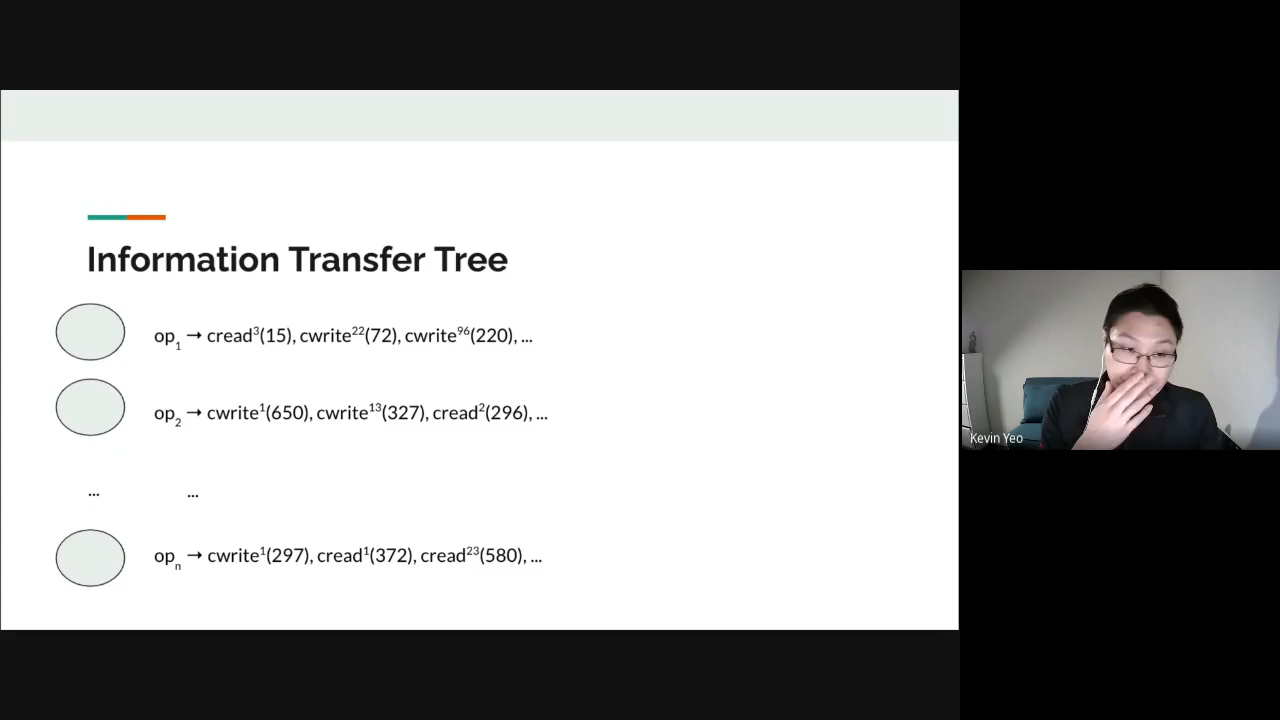 Information Transfer Tree
op₁ → cread³(15), cwrite²²(72), cwrite⁹⁶(220), ...
op₂ → cwrite¹(650), cwrite¹³(327), cread²(296), ...
... ...
opₙ → cwrite¹(297), cread¹(372), cread²³(580), ...
Kevin Yeo